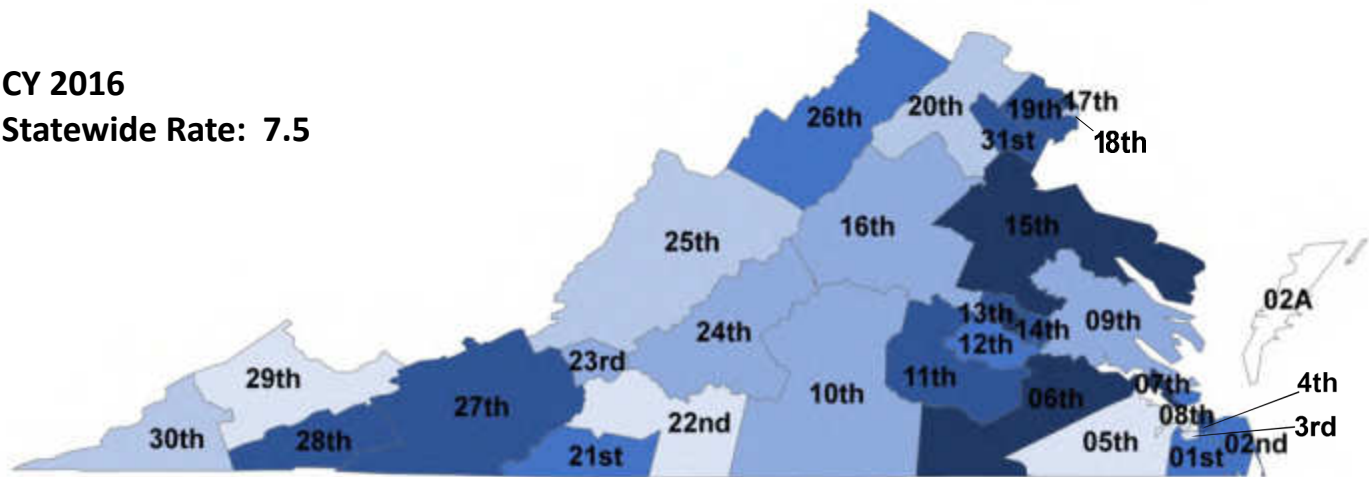 CY 2016
Statewide Rate: 7.5
26th
20th
19th
17th
31st
18th
25th
16th
15th
02A
24th
13th
14th
09th
12th
23rd
29th
11th
07th
4th
27th
10th
06th
08th
3rd
30th
28th
22nd
05th
02nd
21st
01st